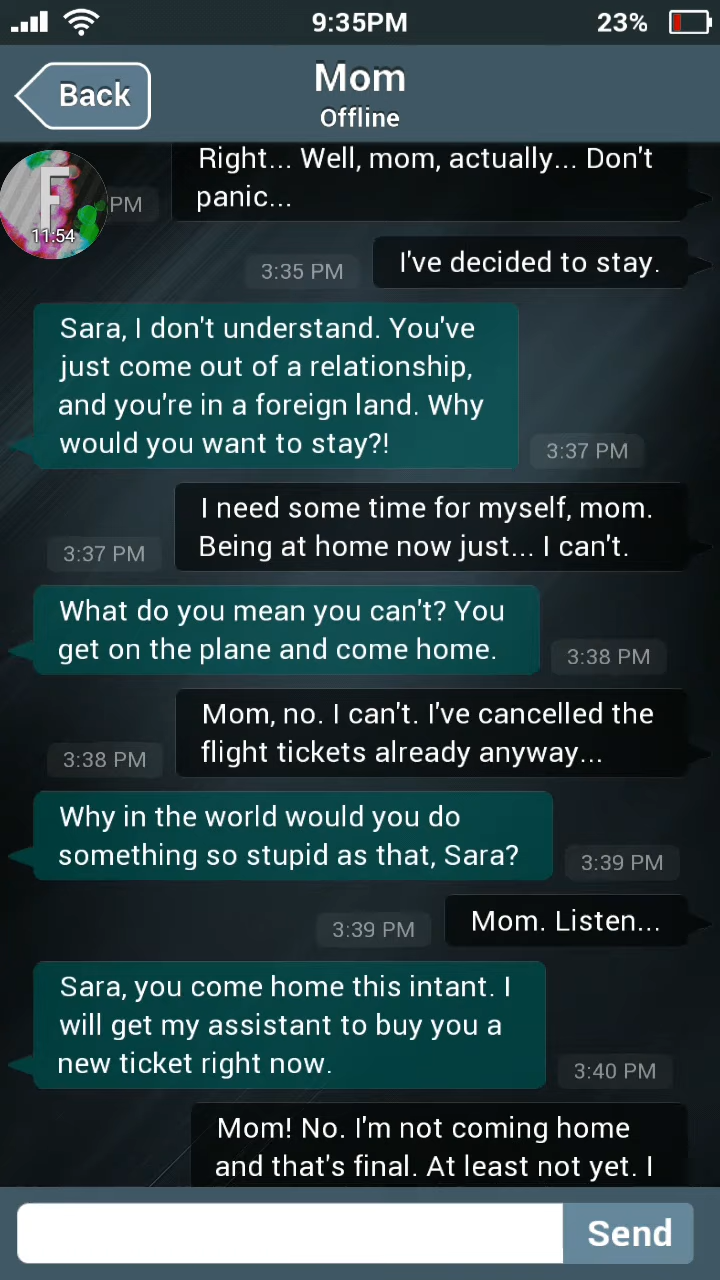 9:35PM
23%
Back
Mom
Offline
Right... Well, mom, actually... Don't
panic...
PM
F
11:54
I've decided to stay.
3:35 PM
Sara, I don't understand. You've
just come out of a relationship,
and you're in a foreign land. Why
would you want to stay?!
3:37 PM
I need some time for myself, mom.
Being at home now just... I can't.
3:37 PM
What do you mean you can't? You
get on the plane and come home.
3:38 PM
Mom, no. I can't. I've cancelled the
flight tickets already anyway...
3:38 PM
Why in the world would you do
something so stupid as that, Sara?
3:39 PM
Mom. Listen...
3:39 PM
Sara, you come home this intant. I
will get my assistant to buy you a
new ticket right now.
3:40 PM
Mom! No. I'm not coming home
and that's final. At least not yet. I
Send